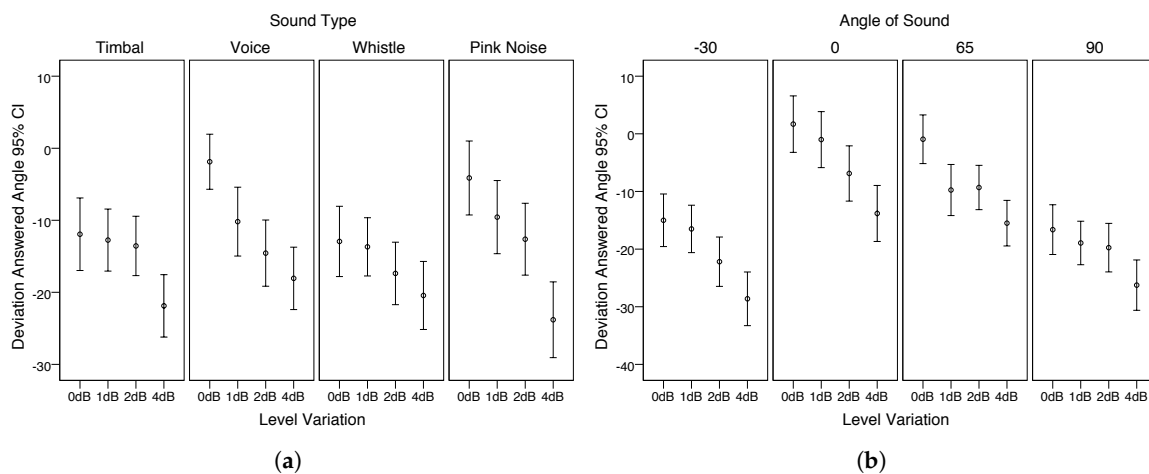 Sound Type
Timbal Voice Whistle Pink Noise
Deviation Answered Angle 95% CI
10
0
-10
-20
-30
0dB 1dB 2dB 4dB 0dB 1dB 2dB 4dB 0dB 1dB 2dB 4dB 0dB 1dB 2dB 4dB
Level Variation
(a)
Angle of Sound
-30 0 65 90
Deviation Answered Angle 95% CI
10
0
-10
-20
-30
-40
0dB 1dB 2dB 4dB 0dB 1dB 2dB 4dB 0dB 1dB 2dB 4dB 0dB 1dB 2dB 4dB
Level Variation
(b)